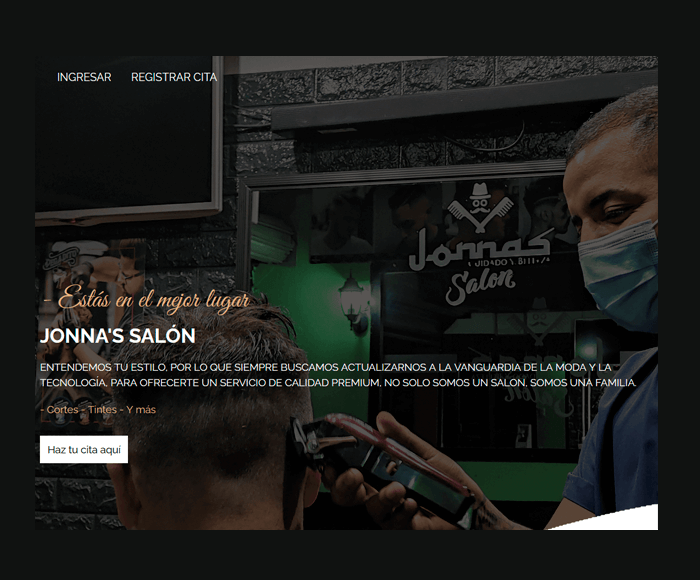 INGRESAR REGISTRAR CITA
Jonnas
Salon
- Estás en el mejor lugar
JONNA'S SALÓN
ENTENDEMOS TU ESTILO, POR LO QUE SIEMPRE BUSCAMOS ACTUALIZARNOS A LA VANGUARDIA DE LA MODA Y LA
TECNOLOGÍA, PARA OFRECERTE UN SERVICIO DE CALIDAD PREMIUM, NO SOLO SOMOS UN SALON, SOMOS UNA FAMILIA.
- Cortes - Tintes - Y más
Haz tu cita aquí